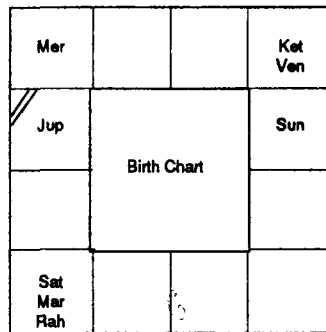 Mer
Ket
Ven
Jup
Sun
Birth Chart
Sat
Mar
Rah